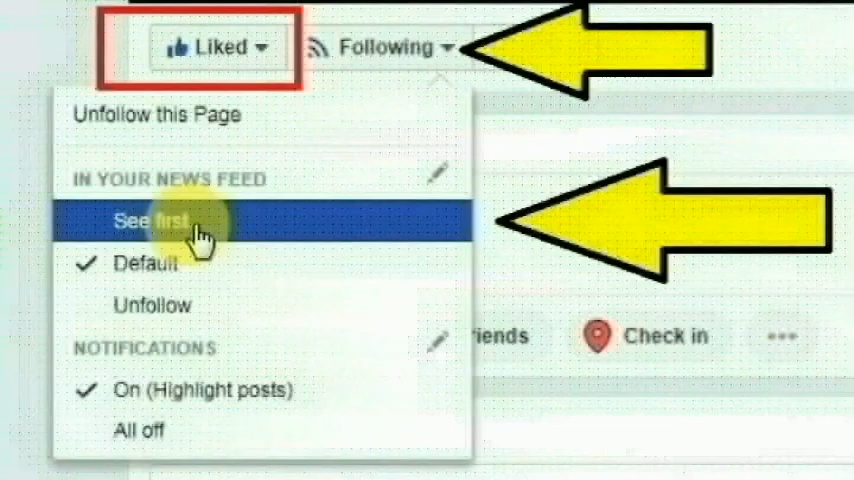 Liked
Following
Unfollow this Page
IN YOUR NEWS FEED
See first
Default
Unfollow
riends
Check in
NOTIFICATIONS
On (Highlight posts)
All off